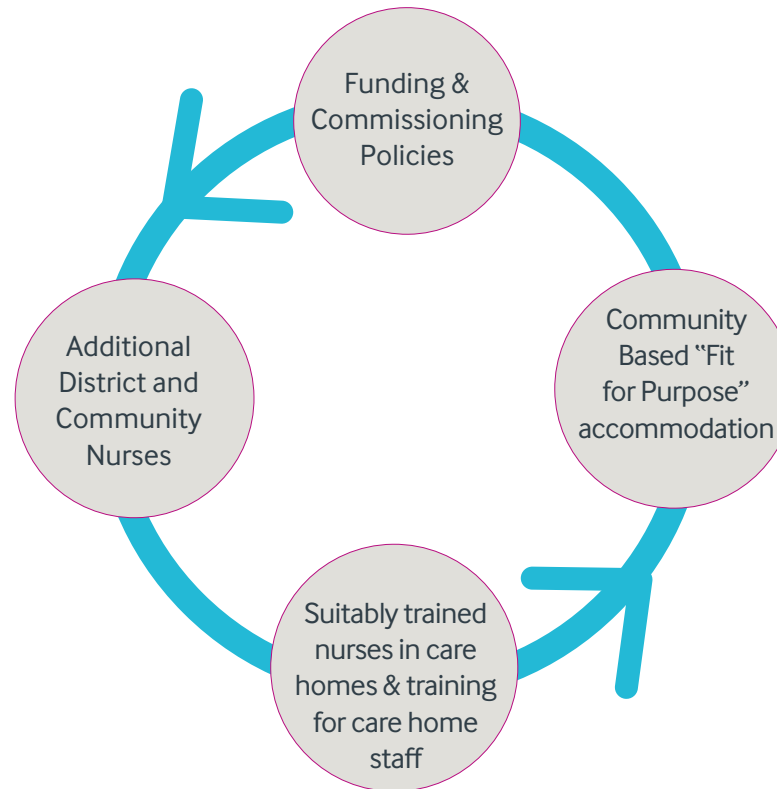 Funding &
Commissioning
Policies
Additional
District and
Community
Nurses
Community
Based “Fit
for Purpose”
accommodation
Suitably trained
nurses in care
homes & training
for care home
staff